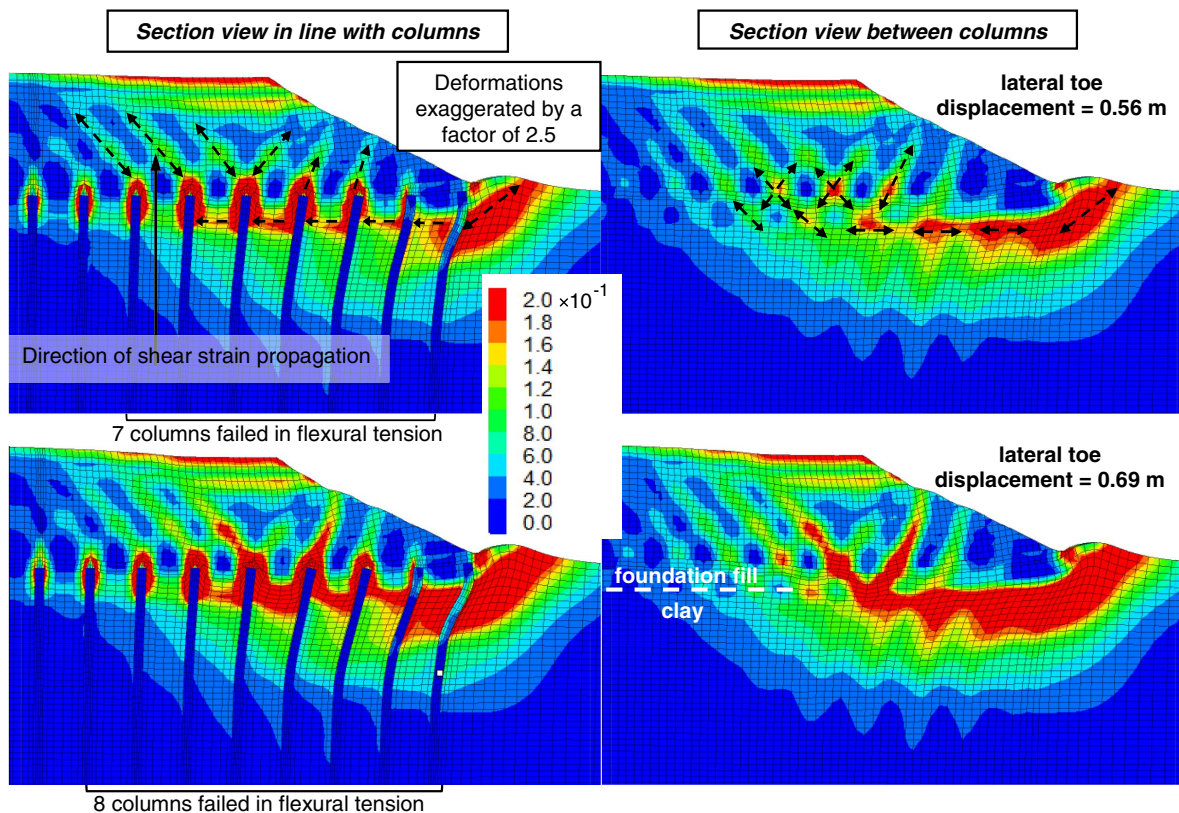 Section view in line with columns
Section view between columns
Deformations
exaggerated by a
factor of 2.5
lateral toe
displacement = 0.56 m
Direction of shear strain propagation
7 columns failed in flexural tension
2.0 ×10⁻¹
1.8
1.6
1.4
1.2
1.0
8.0
6.0
4.0
2.0
0.0
lateral toe
displacement = 0.69 m
foundation fill
clay
8 columns failed in flexural tension